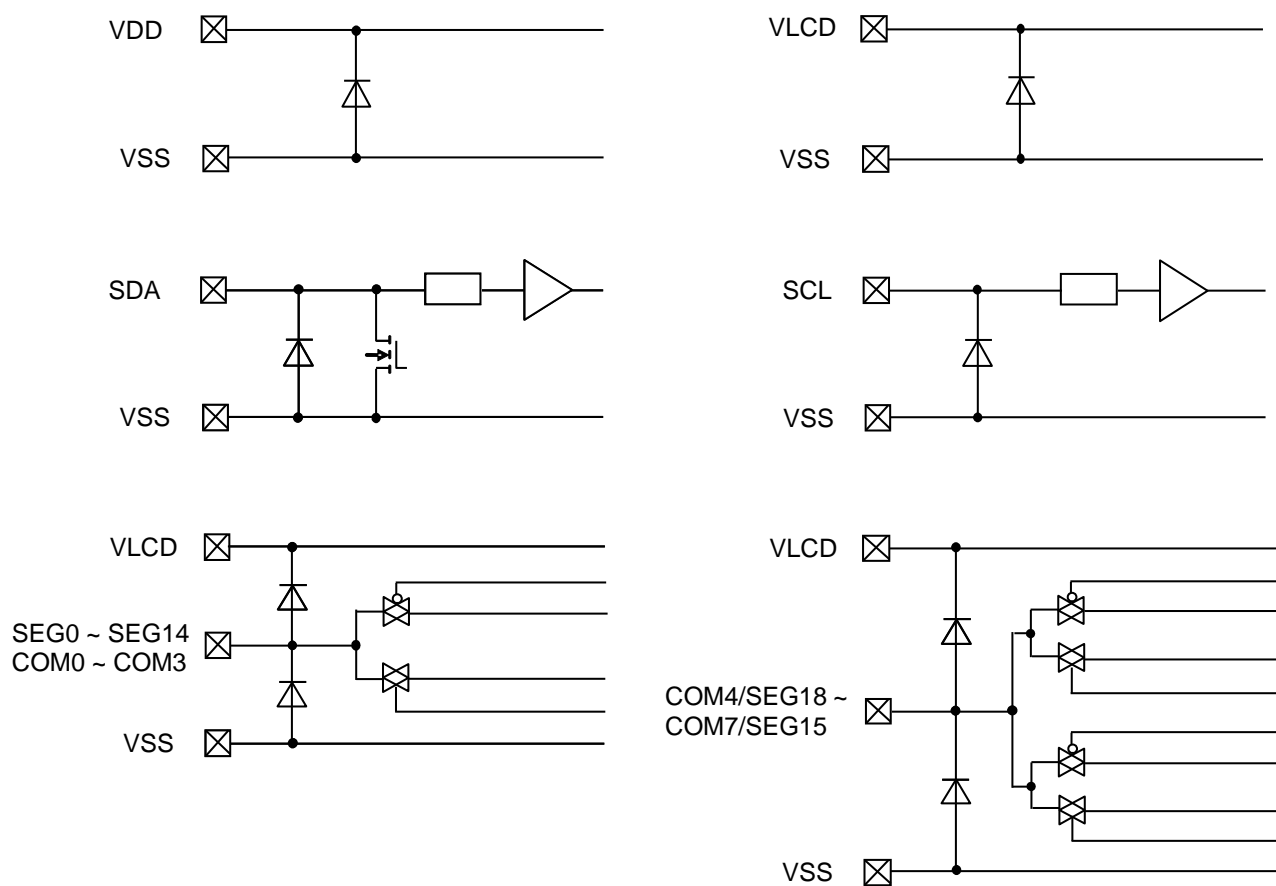 VDD
VSS
VLCD
VSS
SDA
VSS
SCL
VSS
VLCD
SEG0 ~ SEG14
COM0 ~ COM3
VSS
VLCD
COM4/SEG18 ~
COM7/SEG15
VSS